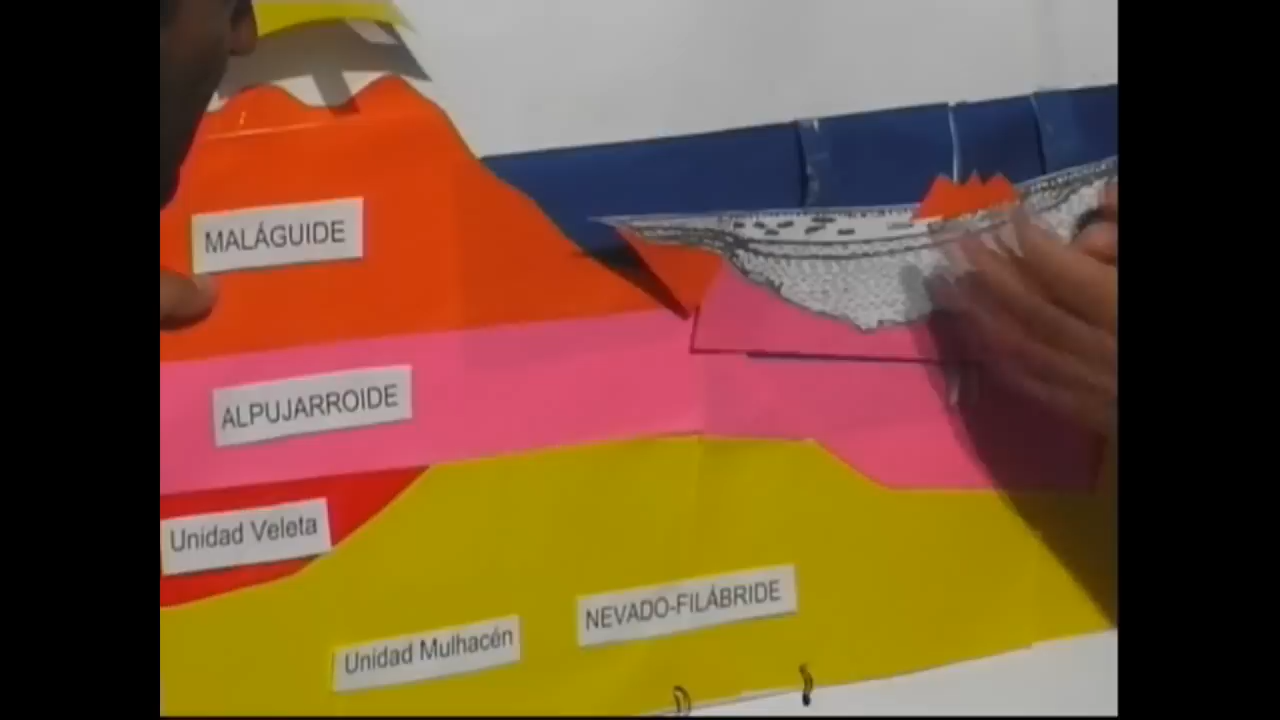 MALÁGUIDE
ALPUJARROIDE
Unidad Veleta
NEVADO-FILÁBRIDE
Unidad Mulhacén